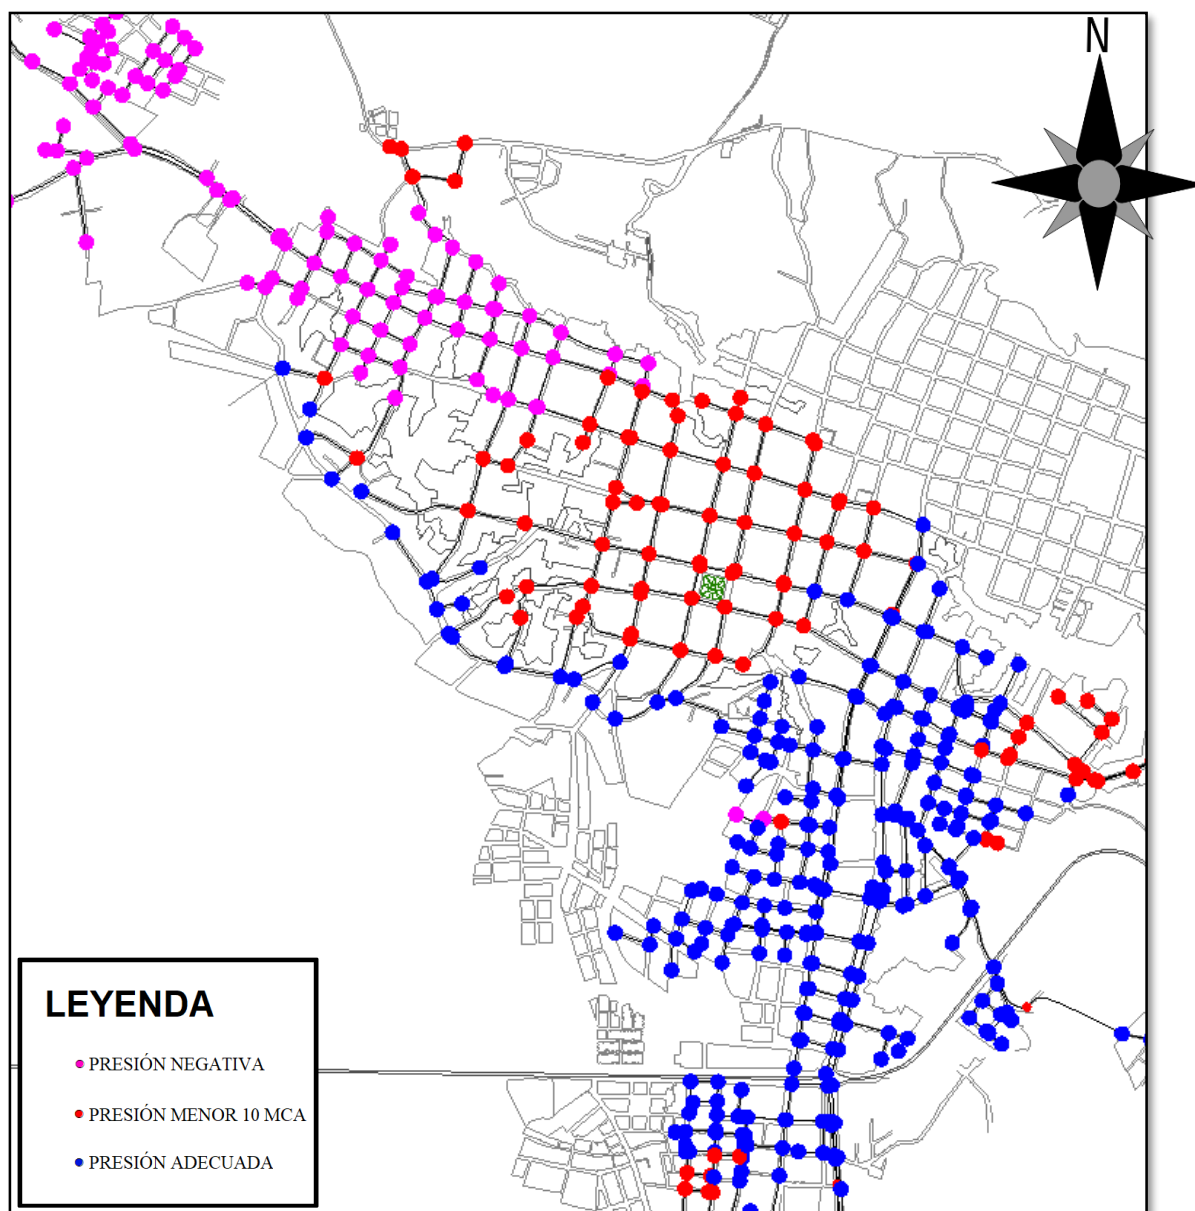 N
LEYENDA
PRESIÓN NEGATIVA
PRESIÓN MENOR 10 MCA
PRESIÓN ADECUADA